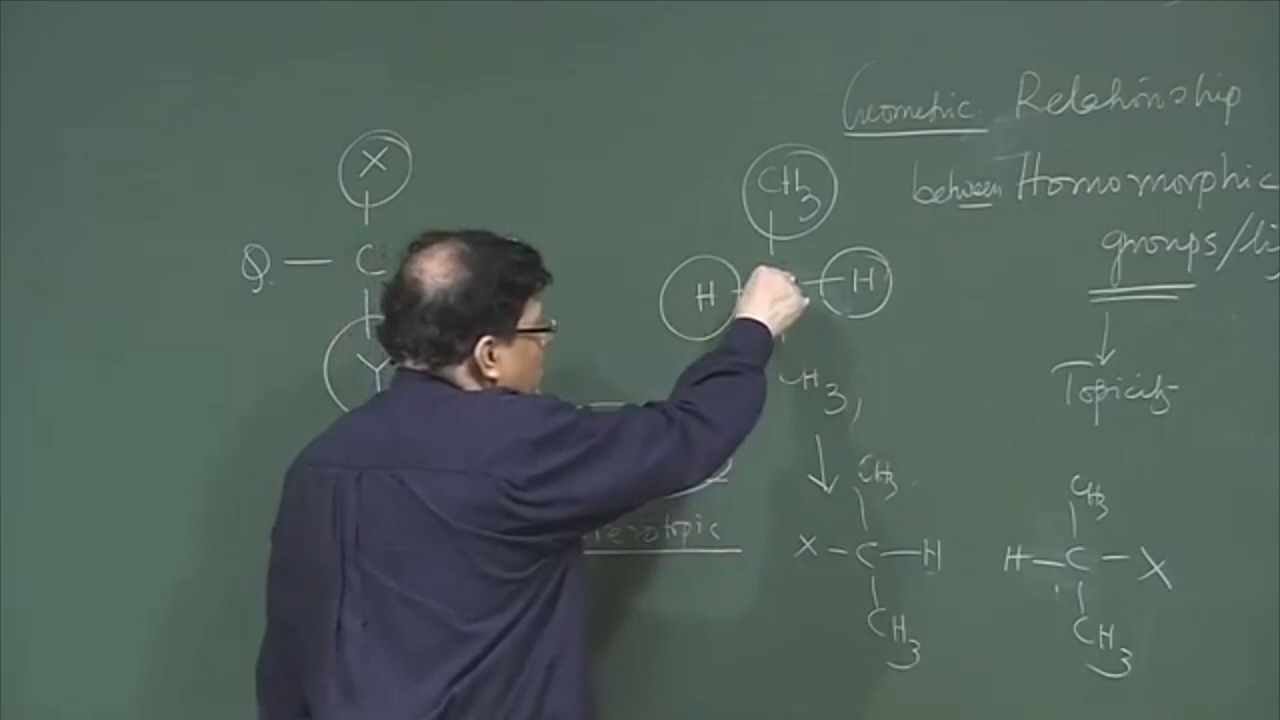 Geometric Relationship
between Homomorphic
groups/
Topicity
X
Q — C
Y
CH3
H — — H
CH3,
CH3
X — C — H
CH3
CH3
H — C — X
CH3